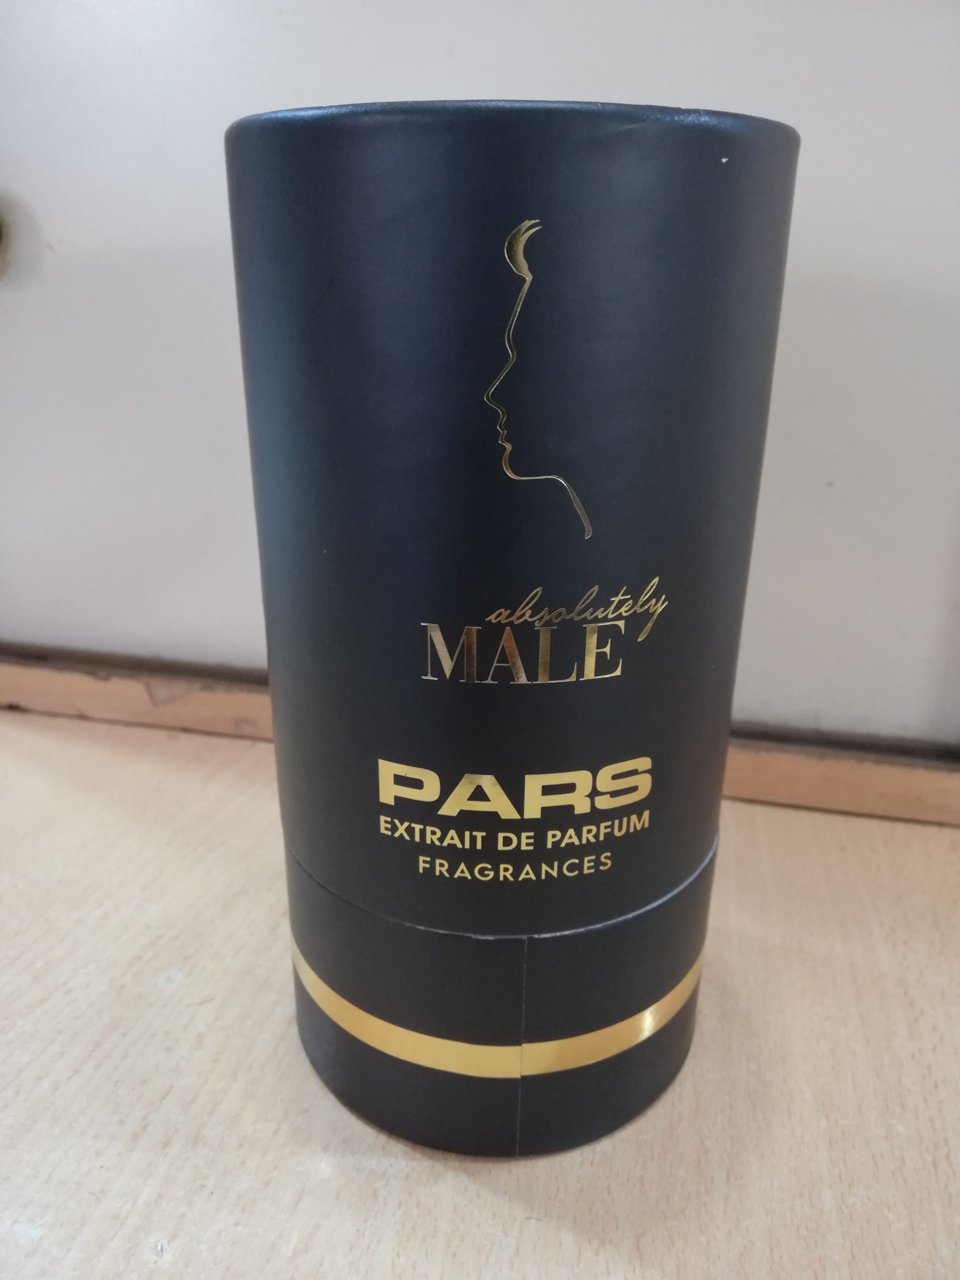 absolutely
MALE
PARS
EXTRAIT DE PARFUM
FRAGRANCES